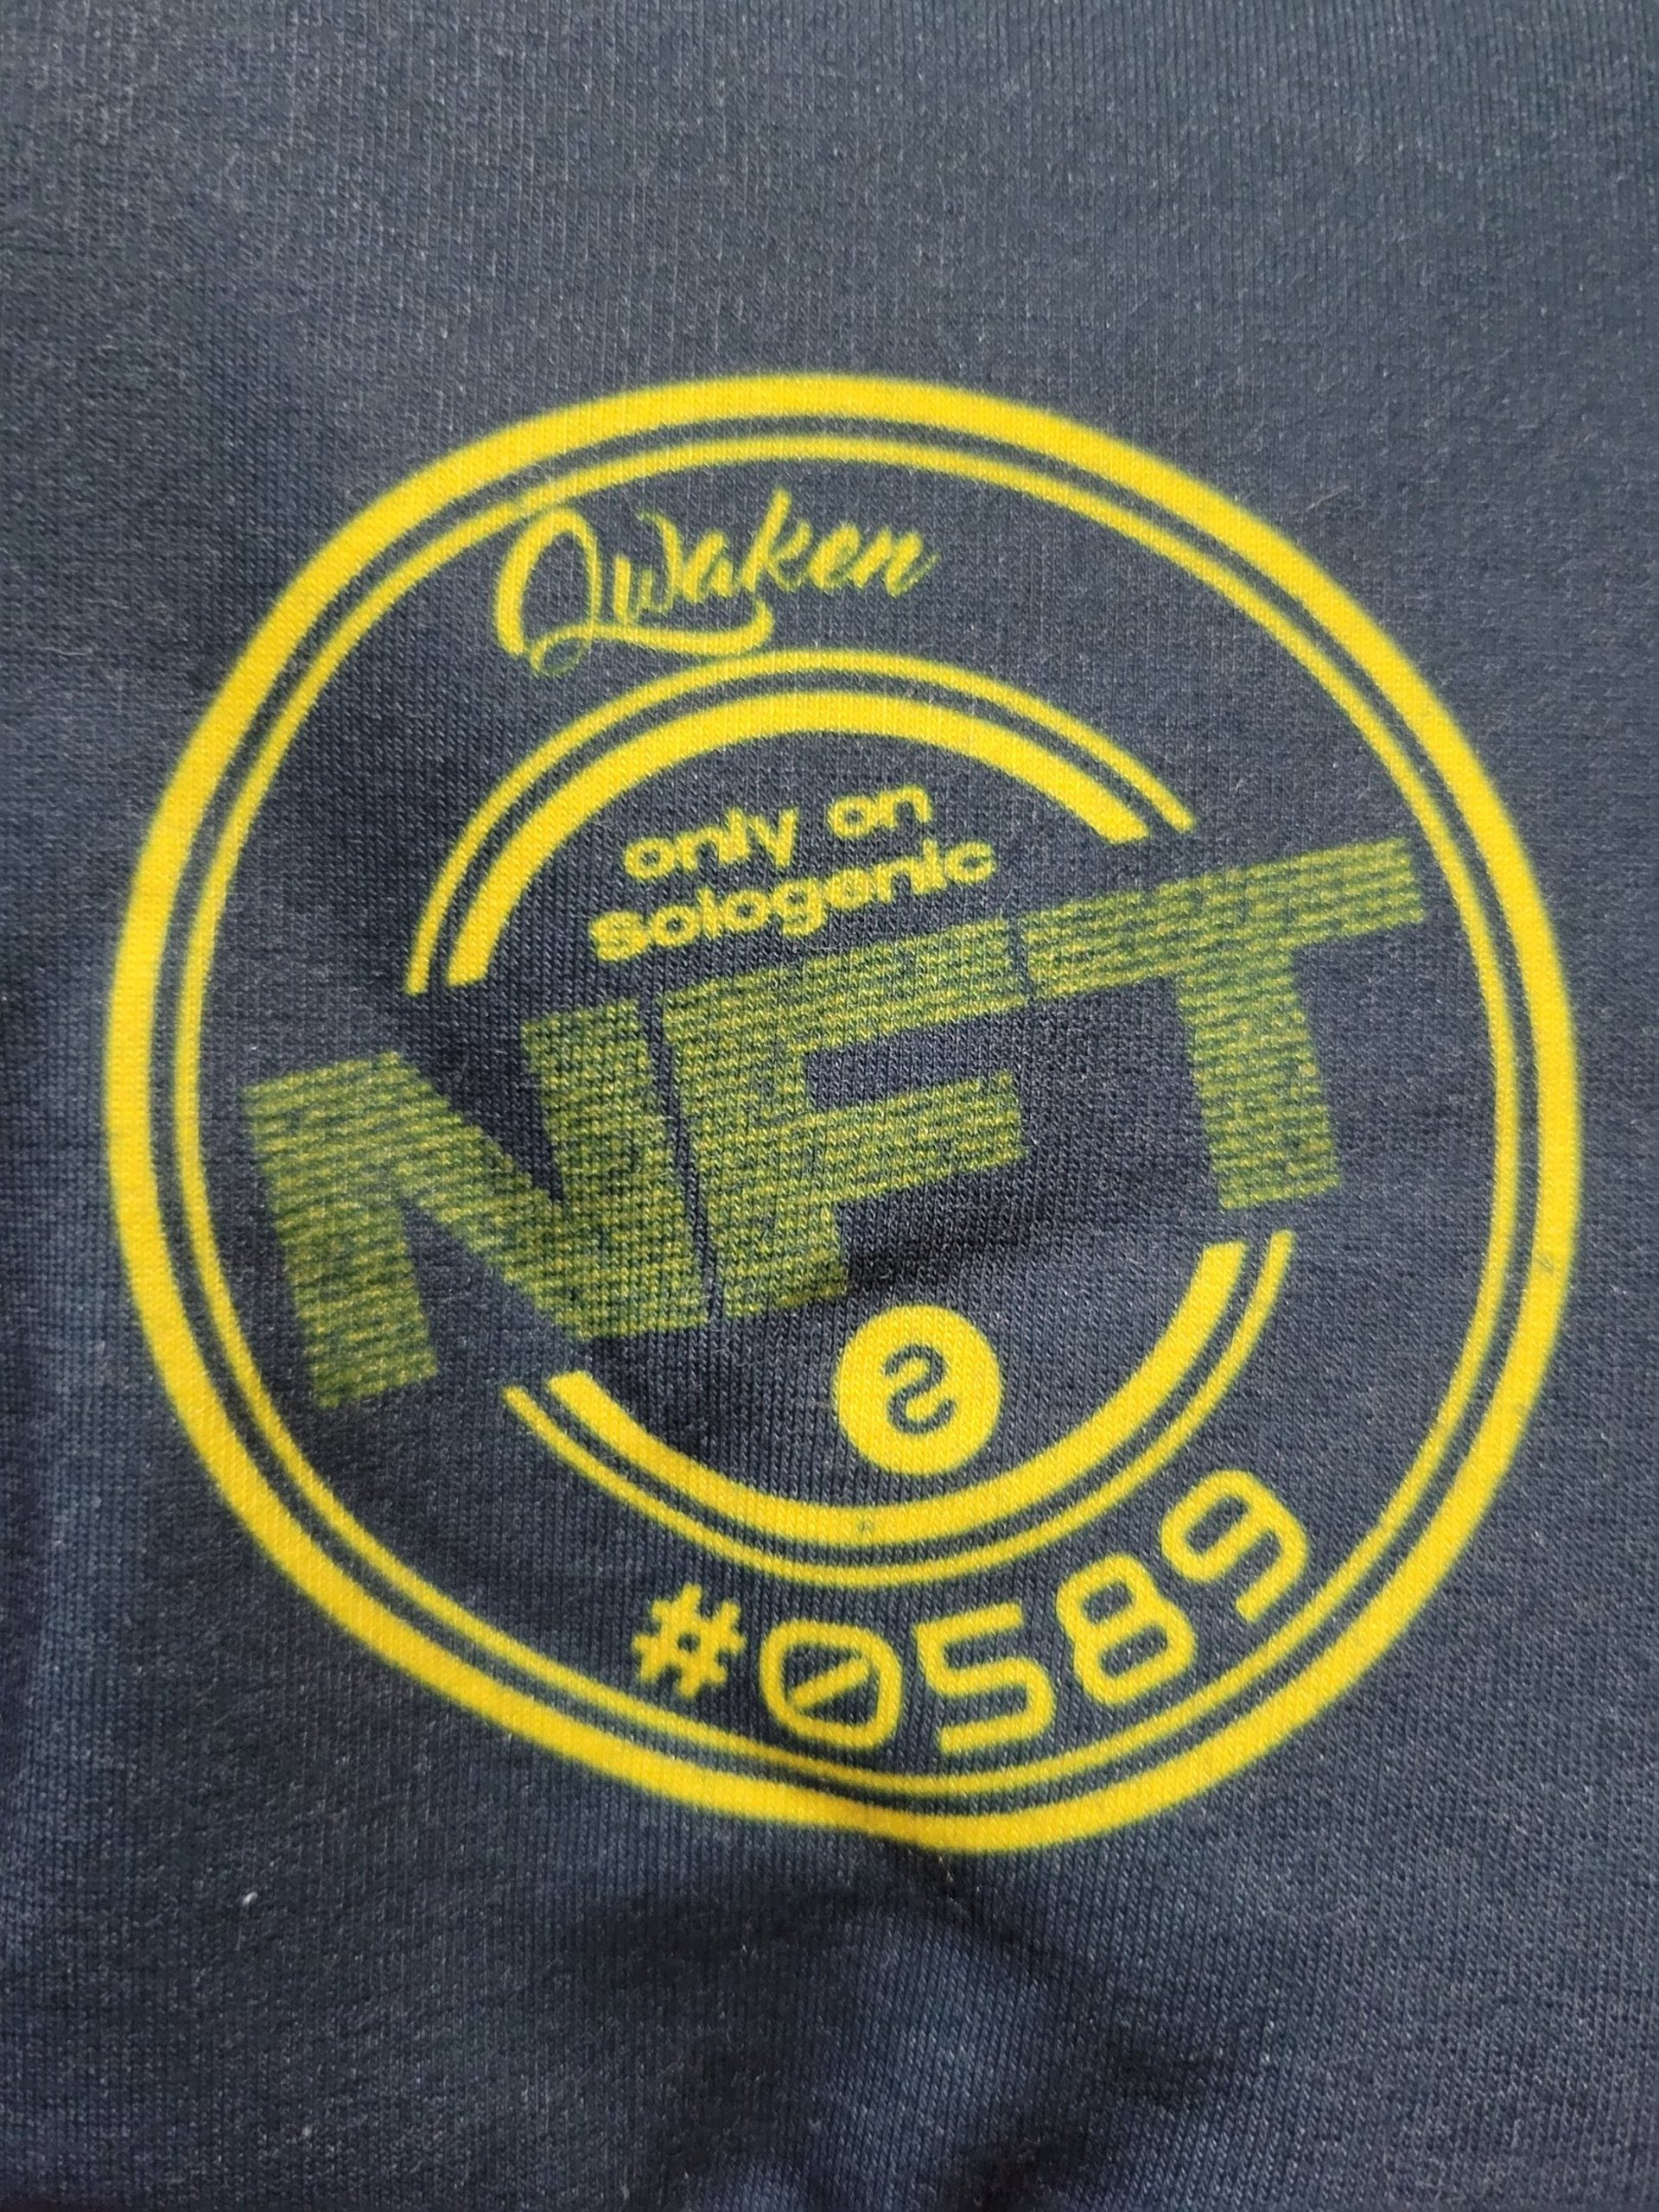 Qwaken
only on
Sologenic
NFT
S
#0589